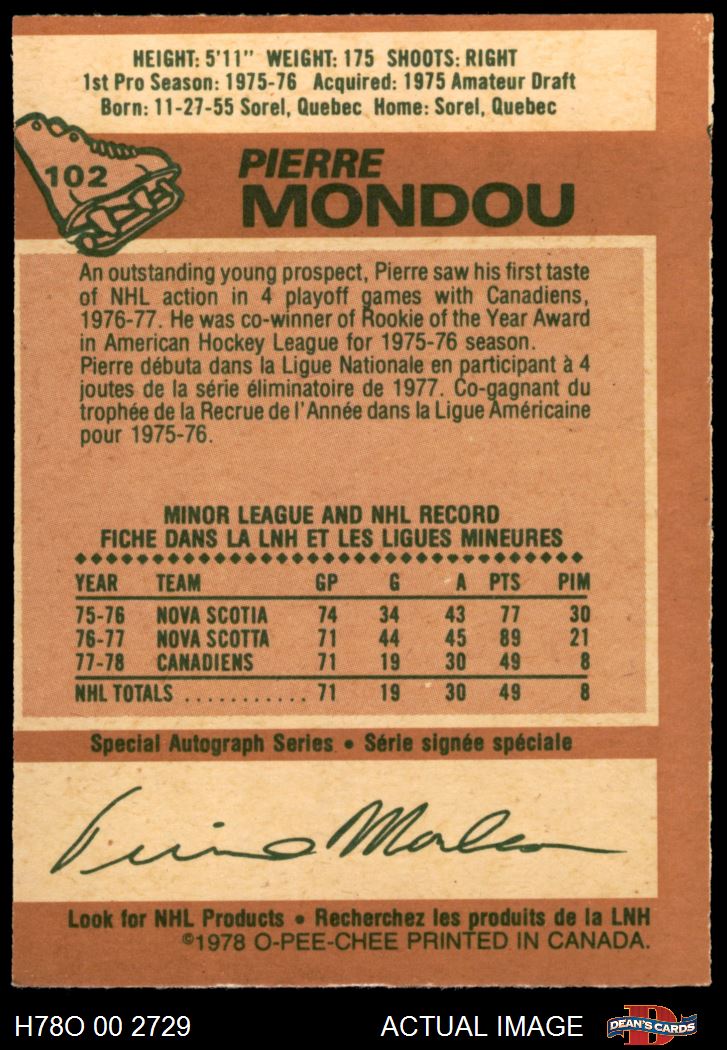 HEIGHT: 5'11" WEIGHT: 175 SHOOTS: RIGHT
1st Pro Season: 1975-76 Acquired: 1975 Amateur Draft
Born: 11-27-55 Sorel, Quebec Home: Sorel, Quebec
102
PIERRE
MONDOU
An outstanding young prospect, Pierre saw his first taste
of NHL action in 4 playoff games with Canadiens,
1976-77. He was co-winner of Rookie of the Year Award
in American Hockey League for 1975-76 season.
Pierre débuta dans la Ligue Nationale en participant à 4
joutes de la série éliminatoire de 1977. Co-gagnant du
trophée de la Recrue de l'Année dans la Ligue Américaine
pour 1975-76.
MINOR LEAGUE AND NHL RECORD
FICHE DANS LA LNH ET LES LIGUES MINEURES
YEAR TEAM GP G A PTS PIM
75-76 NOVA SCOTIA 74 34 43 77 30
76-77 NOVA SCOTTA 71 44 45 89 21
77-78 CANADIENS 71 19 30 49 8
NHL TOTALS ........... 71 19 30 49 8
Special Autograph Series • Série signée spéciale
Pierre Mondou
Look for NHL Products • Recherchez les produits de la LNH
©1978 O-PEE-CHEE PRINTED IN CANADA.
H78O 00 2729 ACTUAL IMAGE DEAN'S CARDS